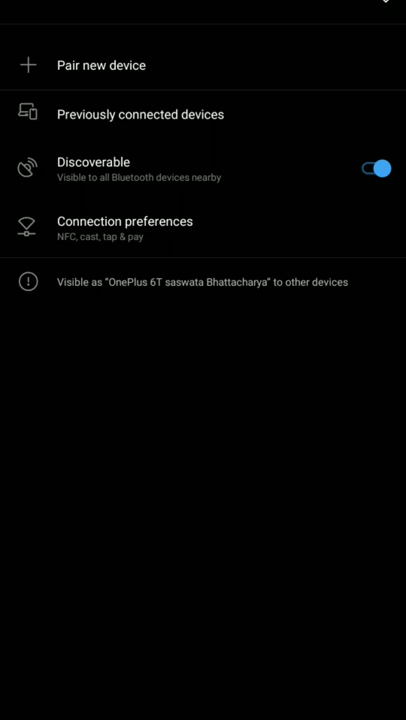 Pair new device
Previously connected devices
Discoverable
Visible to all Bluetooth devices nearby
Connection preferences
NFC, cast, tap & pay
Visible as “OnePlus 6T saswata Bhattacharya” to other devices